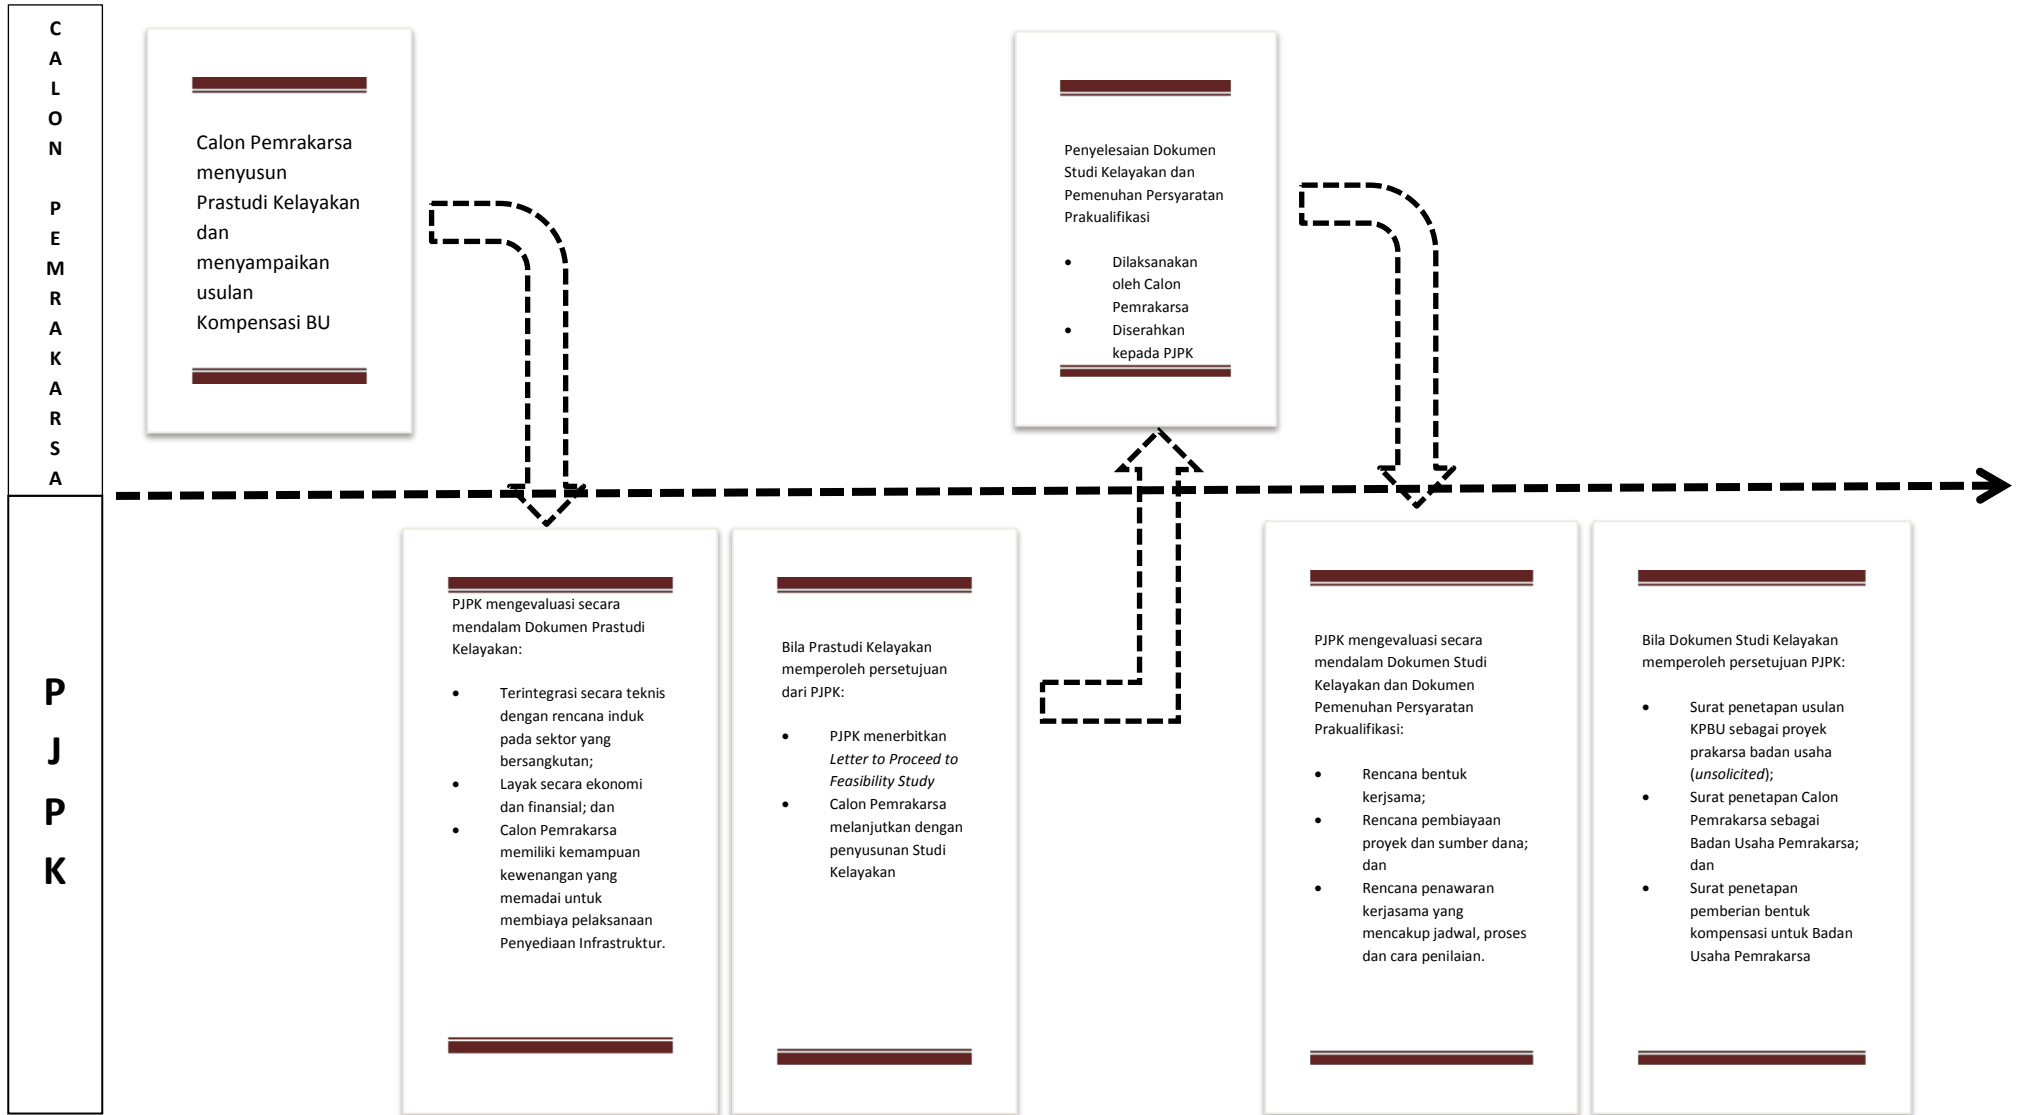 CALON PEMRAKARSA
Calon Pemrakarsa
menyusun
Prastudi Kelayakan
dan
menyampaikan
usulan
Kompensasi BU
Penyelesaian Dokumen
Studi Kelayakan dan
Pemenuhan Persyaratan
Prakualifikasi
• Dilaksanakan
oleh Calon
Pemrakarsa
• Diserahkan
kepada PJPK
PJPK
PJPK mengevaluasi secara
mendalam Dokumen Prastudi
Kelayakan:
• Terintegrasi secara teknis
dengan rencana induk
pada sektor yang
bersangkutan;
• Layak secara ekonomi
dan finansial; dan
• Calon Pemrakarsa
memiliki kemampuan
kewenangan yang
memadai untuk
membiaya pelaksanaan
Penyediaan Infrastruktur.
Bila Prastudi Kelayakan
memperoleh persetujuan
dari PJPK:
• PJPK menerbitkan
Letter to Proceed to
Feasibility Study
• Calon Pemrakarsa
melanjutkan dengan
penyusunan Studi
Kelayakan
PJPK mengevaluasi secara
mendalam Dokumen Studi
Kelayakan dan Dokumen
Pemenuhan Persyaratan
Prakualifikasi:
• Rencana bentuk
kerjsama;
• Rencana pembiayaan
proyek dan sumber dana;
dan
• Rencana penawaran
kerjasama yang
mencakup jadwal, proses
dan cara penilaian.
Bila Dokumen Studi Kelayakan
memperoleh persetujuan PJPK:
• Surat penetapan usulan
KPBU sebagai proyek
prakarsa badan usaha
(unsolicited);
• Surat penetapan Calon
Pemrakarsa sebagai
Badan Usaha Pemrakarsa;
dan
• Surat penetapan
pemberian bentuk
kompensasi untuk Badan
Usaha Pemrakarsa